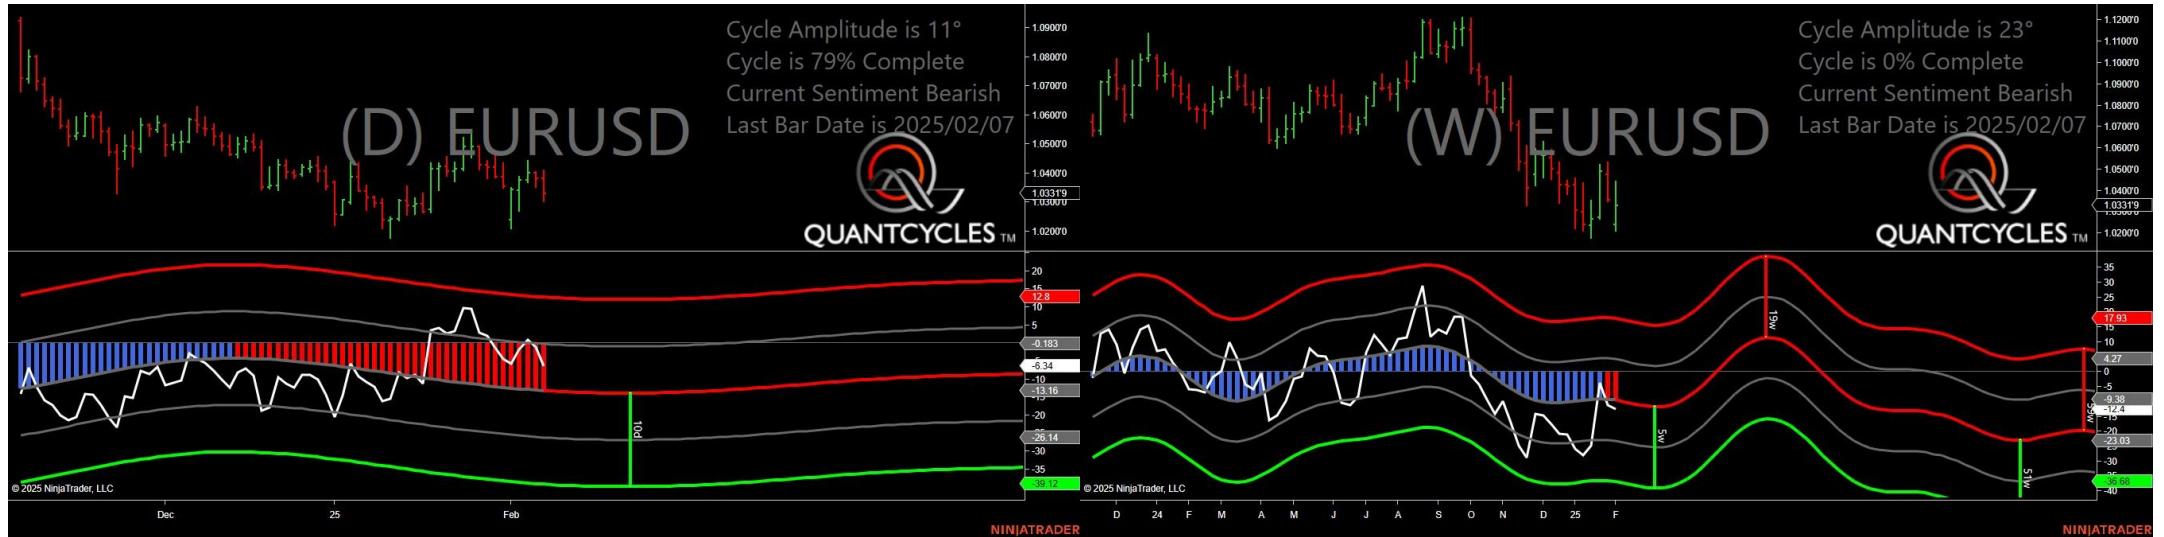 Cycle Amplitude is 11°
Cycle is 79% Complete
Current Sentiment Bearish
Last Bar Date is 2025/02/07
(D) EURUSD
QUANTCYCLES TM
1.0900'0
1.0800'0
1.0700'0
1.0600'0
1.0500'0
1.0400'0
1.0331'9
1.0300'0
1.0200'0
20
15
12.8
10
5
-0.183
-6.34
-10
-13.16
-15
-20
-26.14
-30
-35
-39.12
10d
© 2025 NinjaTrader, LLC
Dec 25 Feb
NINJATRADER
Cycle Amplitude is 23°
Cycle is 0% Complete
Current Sentiment Bearish
Last Bar Date is 2025/02/07
(W) EURUSD
QUANTCYCLES TM
1.1200'0
1.1100'0
1.1000'0
1.0900'0
1.0800'0
1.0700'0
1.0600'0
1.0500'0
1.0400'0
1.0331'9
1.0200'0
35
30
25
20
17.93
15
10
4.27
0
-5
-9.38
-12.4
-15
-20
-23.03
-30
-36.68
-40
19w
5w
99w
51w
© 2025 NinjaTrader, LLC
D 24 F M A M J J A S O N D 25 F
NINJATRADER